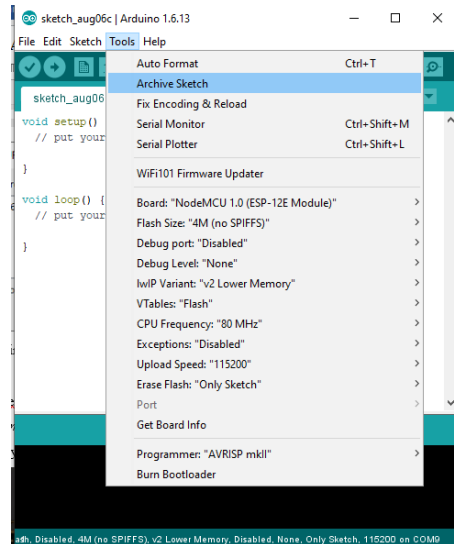 sketch_aug06c | Arduino 1.6.13
File Edit Sketch Tools Help
Auto Format Ctrl+T
Archive Sketch
sketch_aug06
Fix Encoding & Reload
void setup()
Serial Monitor Ctrl+Shift+M
// put your
Serial Plotter Ctrl+Shift+L
}
WiFi101 Firmware Updater
void loop() {
Board: "NodeMCU 1.0 (ESP-12E Module)"
// put your
Flash Size: "4M (no SPIFFS)"
Debug port: "Disabled"
}
Debug Level: "None"
IwIP Variant: "v2 Lower Memory"
VTables: "Flash"
CPU Frequency: "80 MHz"
Exceptions: "Disabled"
Upload Speed: "115200"
Erase Flash: "Only Sketch"
Port
Get Board Info
Programmer: "AVRISP mkII"
Burn Bootloader
Disabled, 4M (no SPIFFS), v2 Lower Memory, Disabled, None, Only Sketch, 115200 on COM9